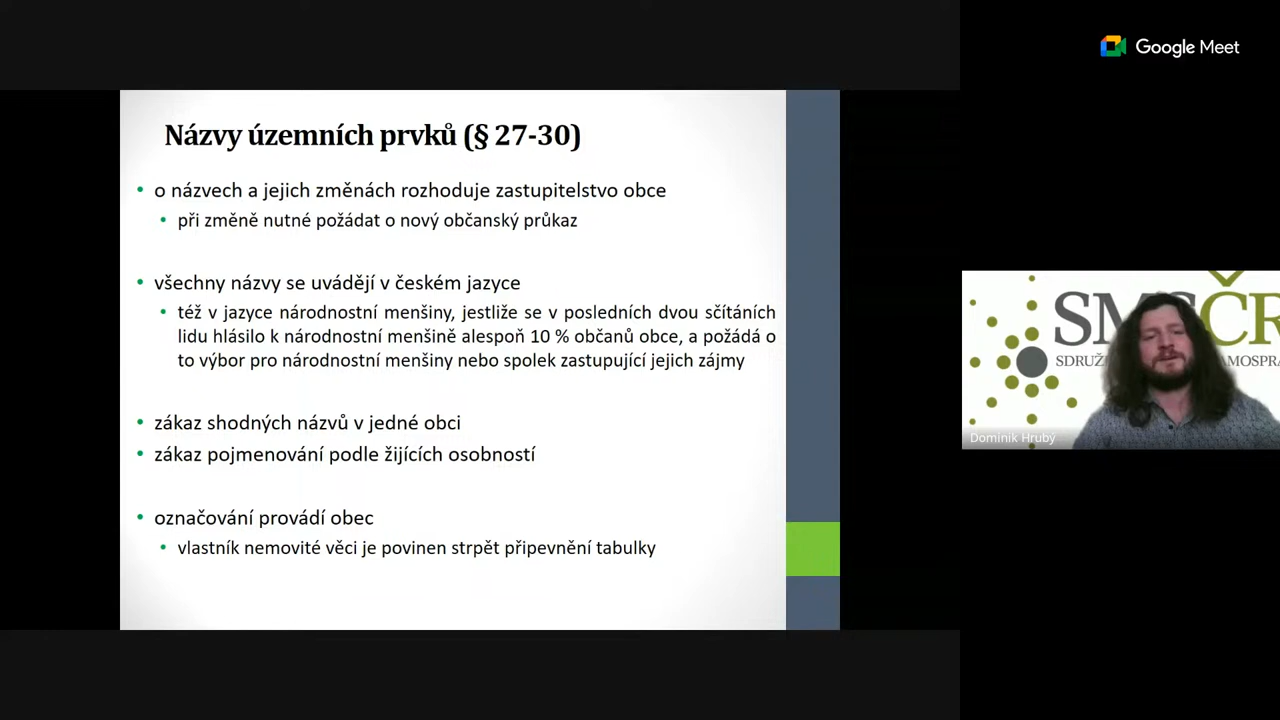 Google Meet
Názvy územních prvků (§ 27-30)
• o názvech a jejich změnách rozhoduje zastupitelstvo obce
• při změně nutné požádat o nový občanský průkaz
• všechny názvy se uvádějí v českém jazyce
• též v jazyce národnostní menšiny, jestliže se v posledních dvou sčítáních
lidu hlásilo k národnostní menšině alespoň 10 % občanů obce, a požádá o
to výbor pro národnostní menšiny nebo spolek zastupující jejich zájmy
• zákaz shodných názvů v jedné obci
• zákaz pojmenování podle žijících osobností
• označování provádí obec
• vlastník nemovité věci je povinen strpět připevnění tabulky
SMSČR
SDRUŽ AMOSPRÁ
Dominik Hrubý